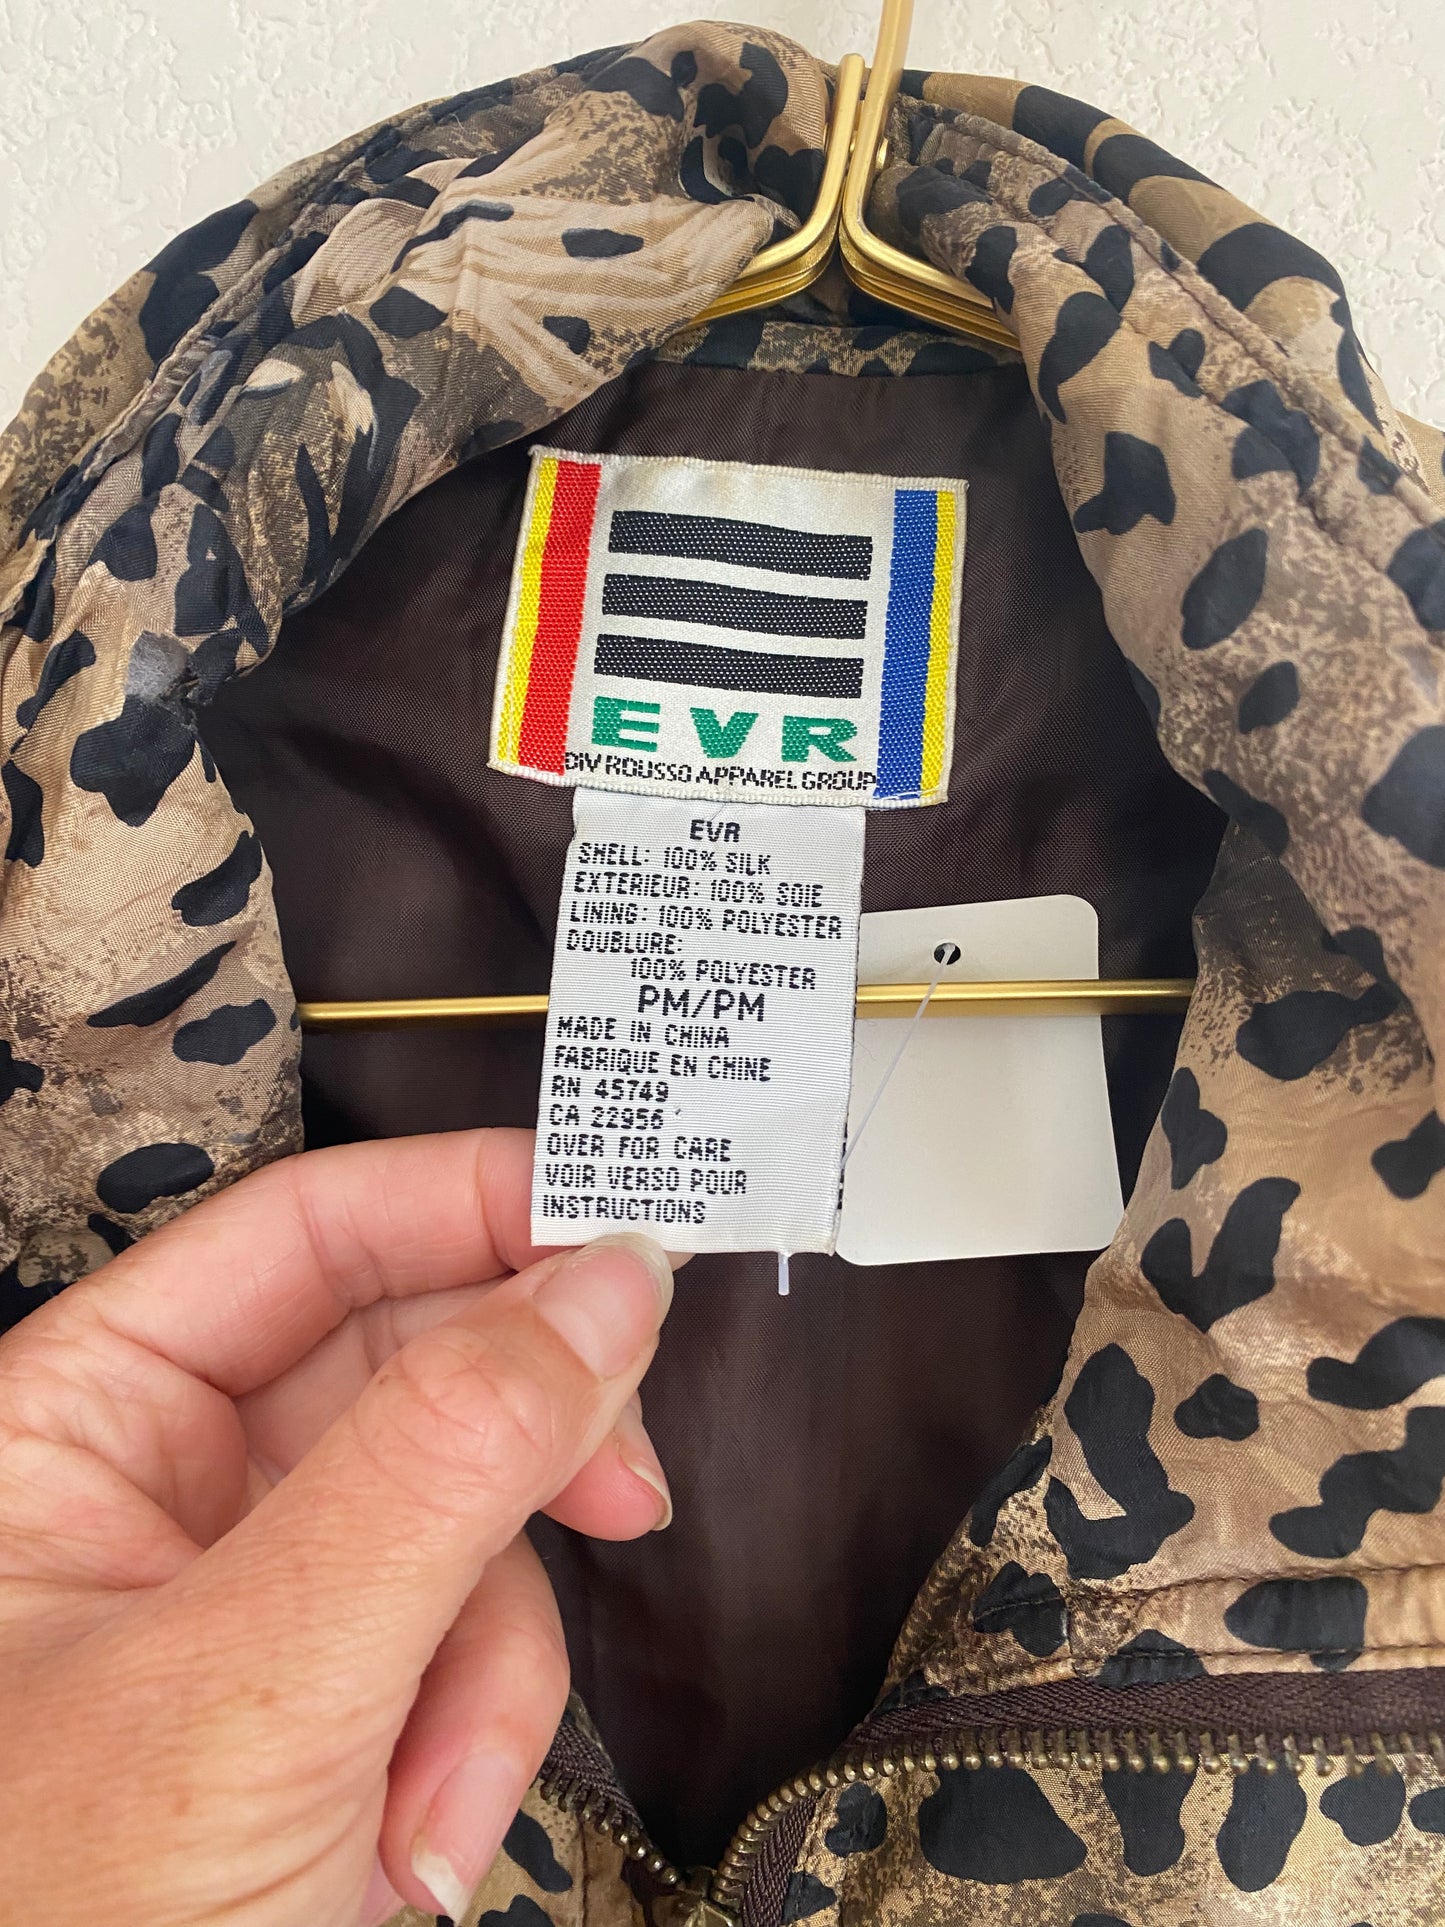 EVR
DIV ROUSSO APPAREL GROUP
EVR
SHELL: 100% SILK
EXTERIEUR: 100% SOIE
LINING: 100% POLYESTER
DOUBLURE:
100% POLYESTER
PM/PM
MADE IN CHINA
FABRIQUE EN CHINE
RN 45749
CA 22956
OVER FOR CARE
VOIR VERSO POUR
INSTRUCTIONS